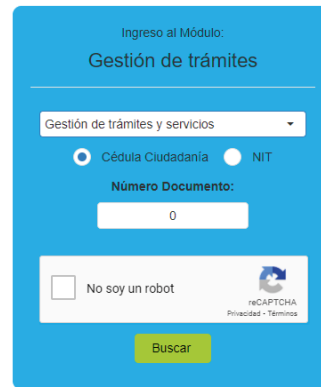 Ingreso al Módulo:
Gestión de trámites
Gestión de trámites y servicios
Cédula Ciudadanía NIT
Número Documento:
0
No soy un robot
reCAPTCHA
Privacidad - Términos
Buscar